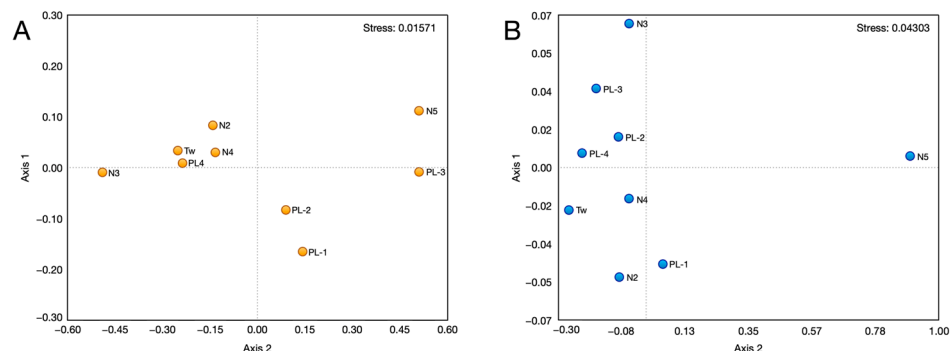 A
Stress: 0.01571
0.30
0.20
0.10
0.00
−0.10
−0.20
−0.30
Axis 1
N5
N2
Tw
N4
PL4
N3
PL-3
PL-2
PL-1
−0.60 −0.45 −0.30 −0.15 0.00 0.15 0.30 0.45 0.60
Axis 2
B
Stress: 0.04303
0.07
0.05
0.04
0.02
0.00
−0.02
−0.04
−0.05
−0.07
Axis 1
N3
PL-3
PL-2
PL-4
N5
N4
Tw
PL-1
N2
−0.30 −0.08 0.13 0.35 0.57 0.78 1.00
Axis 2